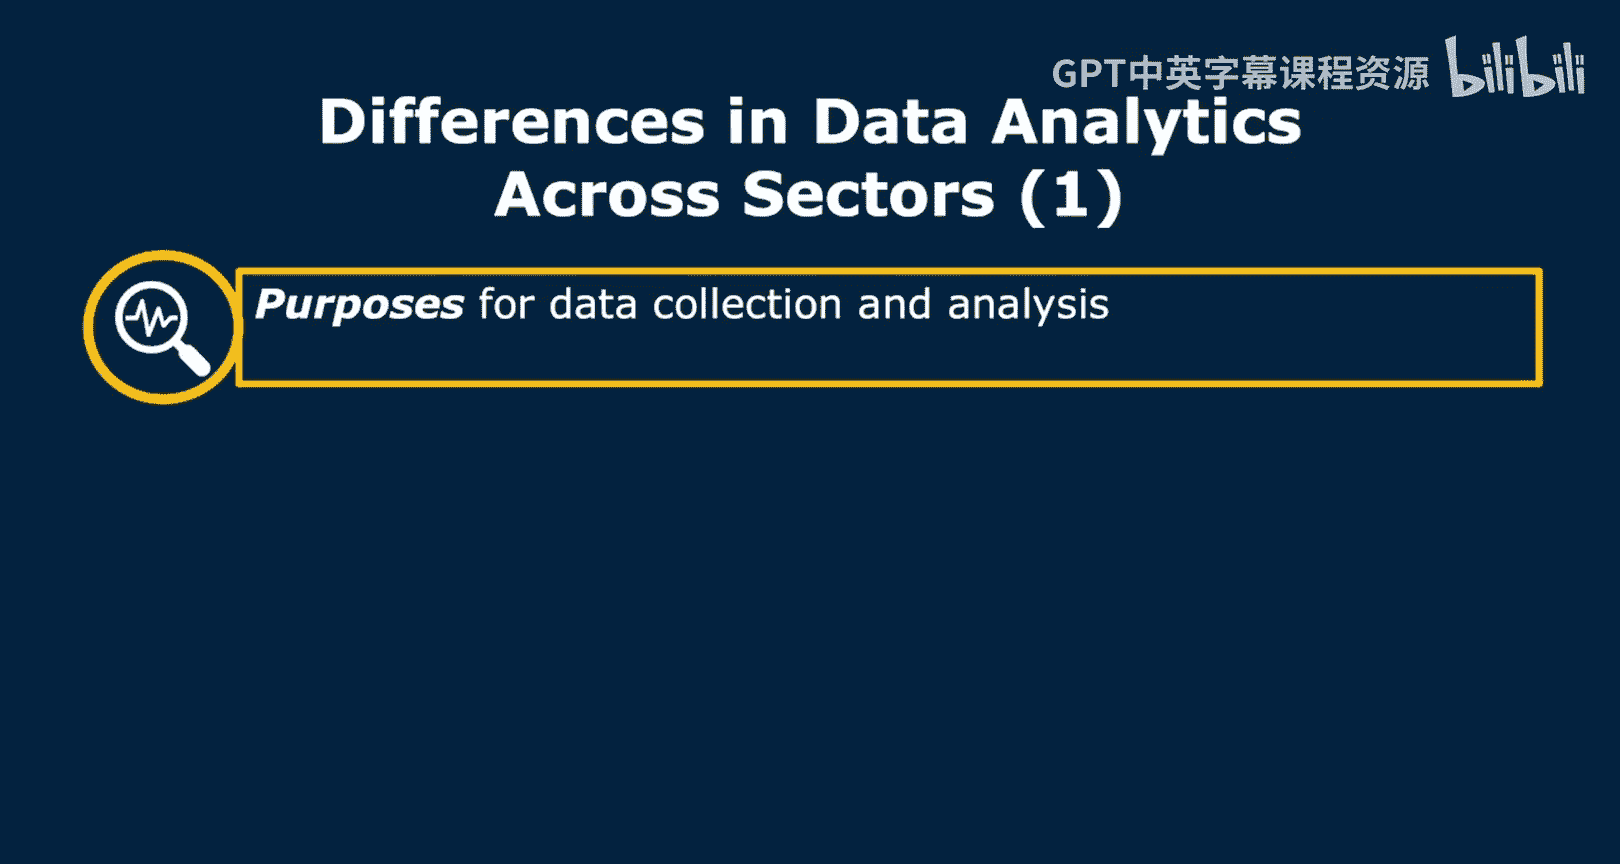 GPT中英字幕课程资源 bilibili
Differences in Data Analytics
Across Sectors (1)
Purposes for data collection and analysis